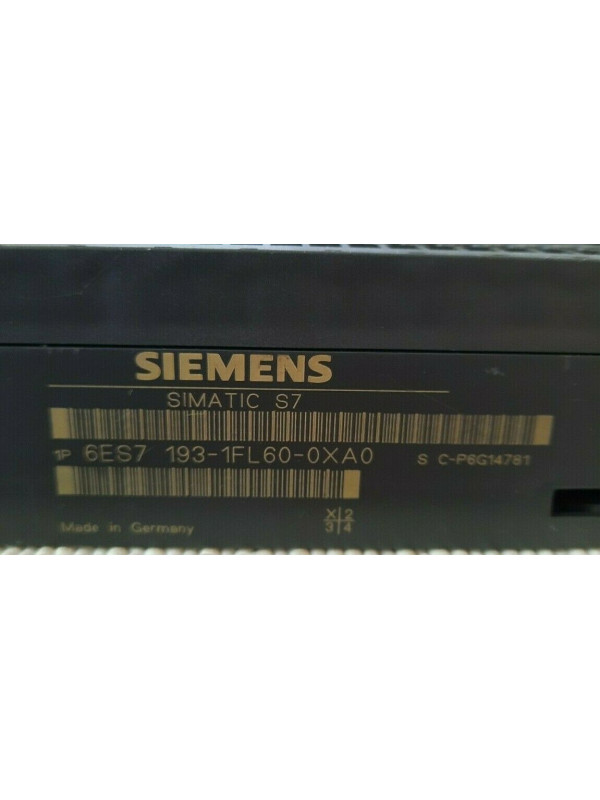 SIEMENS
SIMATIC S7
1P 6ES7 193-1FL60-0XA0 S C-P6G14781
Made in Germany
X 2
3 4